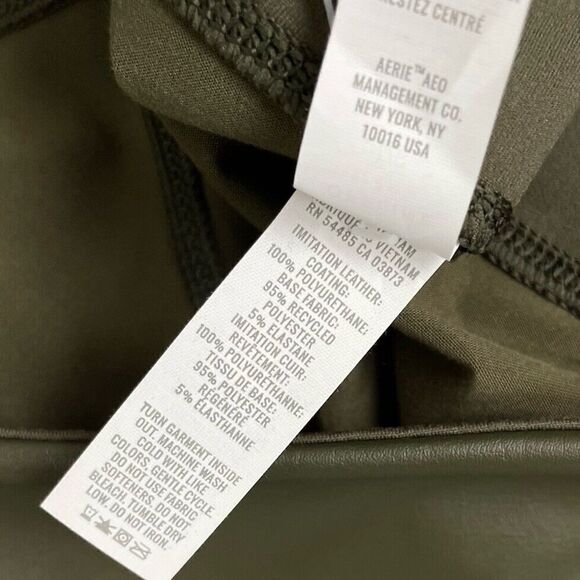 RESTEZ CENTRÉ
AERIE™AEO
MANAGEMENT CO.
NEW YORK, NY
10016 USA
VIETNAM
RN 54485 CA 03873
IMITATION LEATHER:
COATING:
100% POLYURETHANE;
BASE FABRIC:
95% RECYCLED
POLYESTER
5% ELASTANE
IMITATION CUIR:
REVETEMENT:
100% POLYURETHANNE:
TISSU DE BASE:
95% POLYESTER
RÉGÉNÉRÉ
5% ÉLASTHANNE
TURN GARMENT INSIDE
OUT. MACHINE WASH
COLD WITH LIKE
COLORS, GENTLE CYCLE.
DO NOT USE FABRIC
SOFTENERS. DO NOT
BLEACH. TUMBLE DRY
LOW. DO NOT IRON.